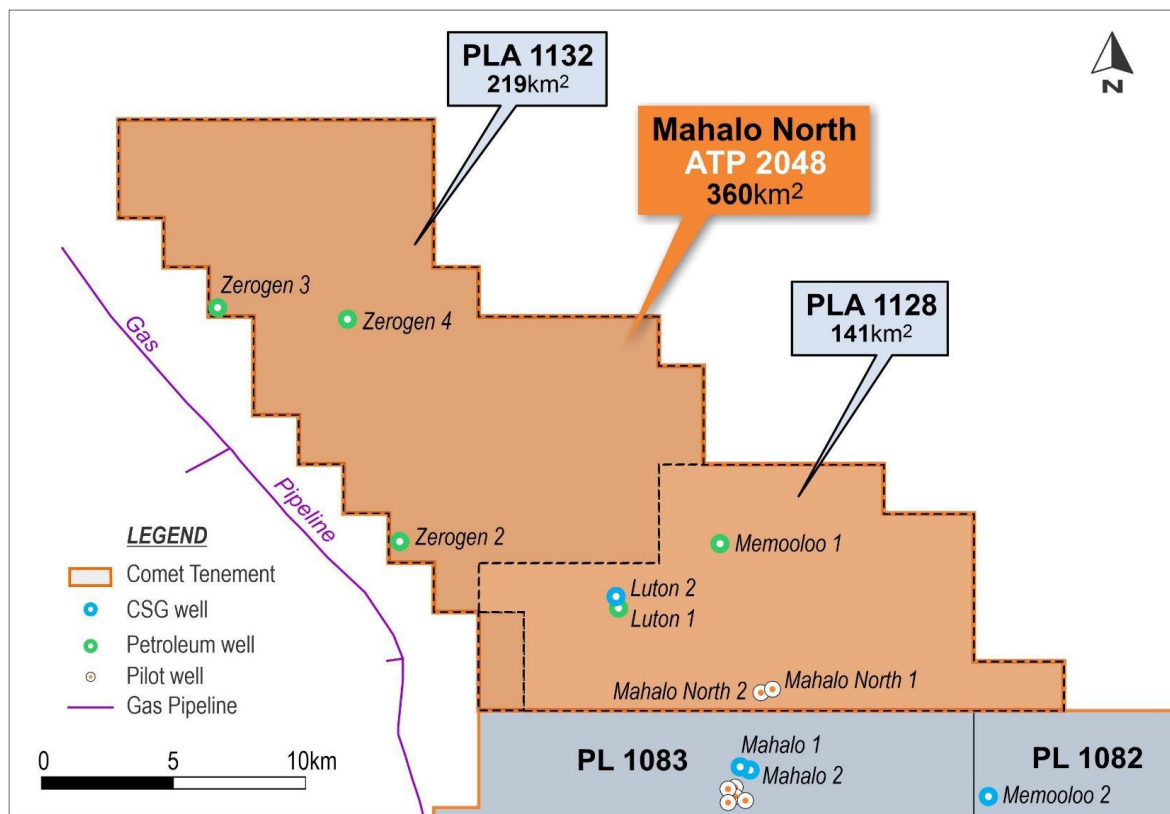 PLA 1132
219km²
N
Mahalo North
ATP 2048
360km²
Zerogen 3
Zerogen 4
PLA 1128
141km²
Gas
Pipeline
Zerogen 2
Memooloo 1
Luton 2
Luton 1
LEGEND
Comet Tenement
CSG well
Petroleum well
Pilot well
Gas Pipeline
Mahalo North 2
Mahalo North 1
0
5
10km
PL 1083
Mahalo 1
Mahalo 2
PL 1082
Memooloo 2